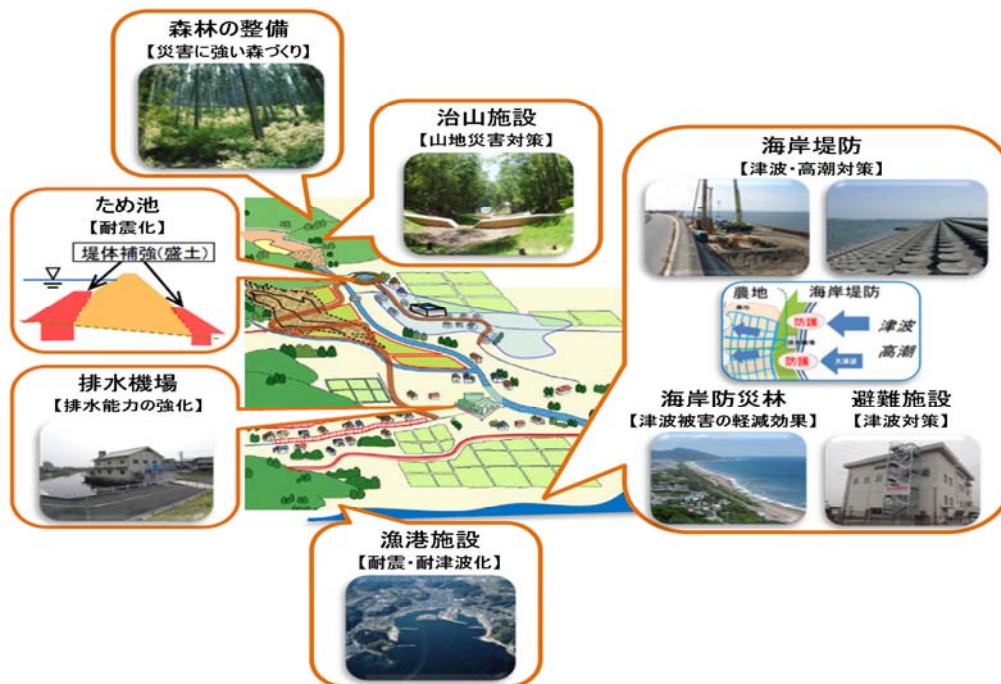 森林の整備
【災害に強い森づくり】
治山施設
【山地災害対策】
海岸堤防
【津波・高潮対策】
ため池
【耐震化】
堤体補強(盛土)
農地
海岸堤防
防護
津波
高潮
防護
大津波
排水機場
【排水能力の強化】
海岸防災林
【津波被害の軽減効果】
避難施設
【津波対策】
漁港施設
【耐震・耐津波化】